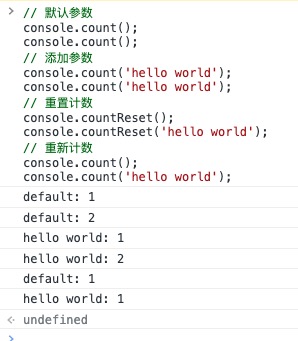 // 默认参数
console.count();
console.count();
// 添加参数
console.count('hello world');
console.count('hello world');
// 重置计数
console.countReset();
console.countReset('hello world');
// 重新计数
console.count();
console.count('hello world');
default: 1
default: 2
hello world: 1
hello world: 2
default: 1
hello world: 1
undefined